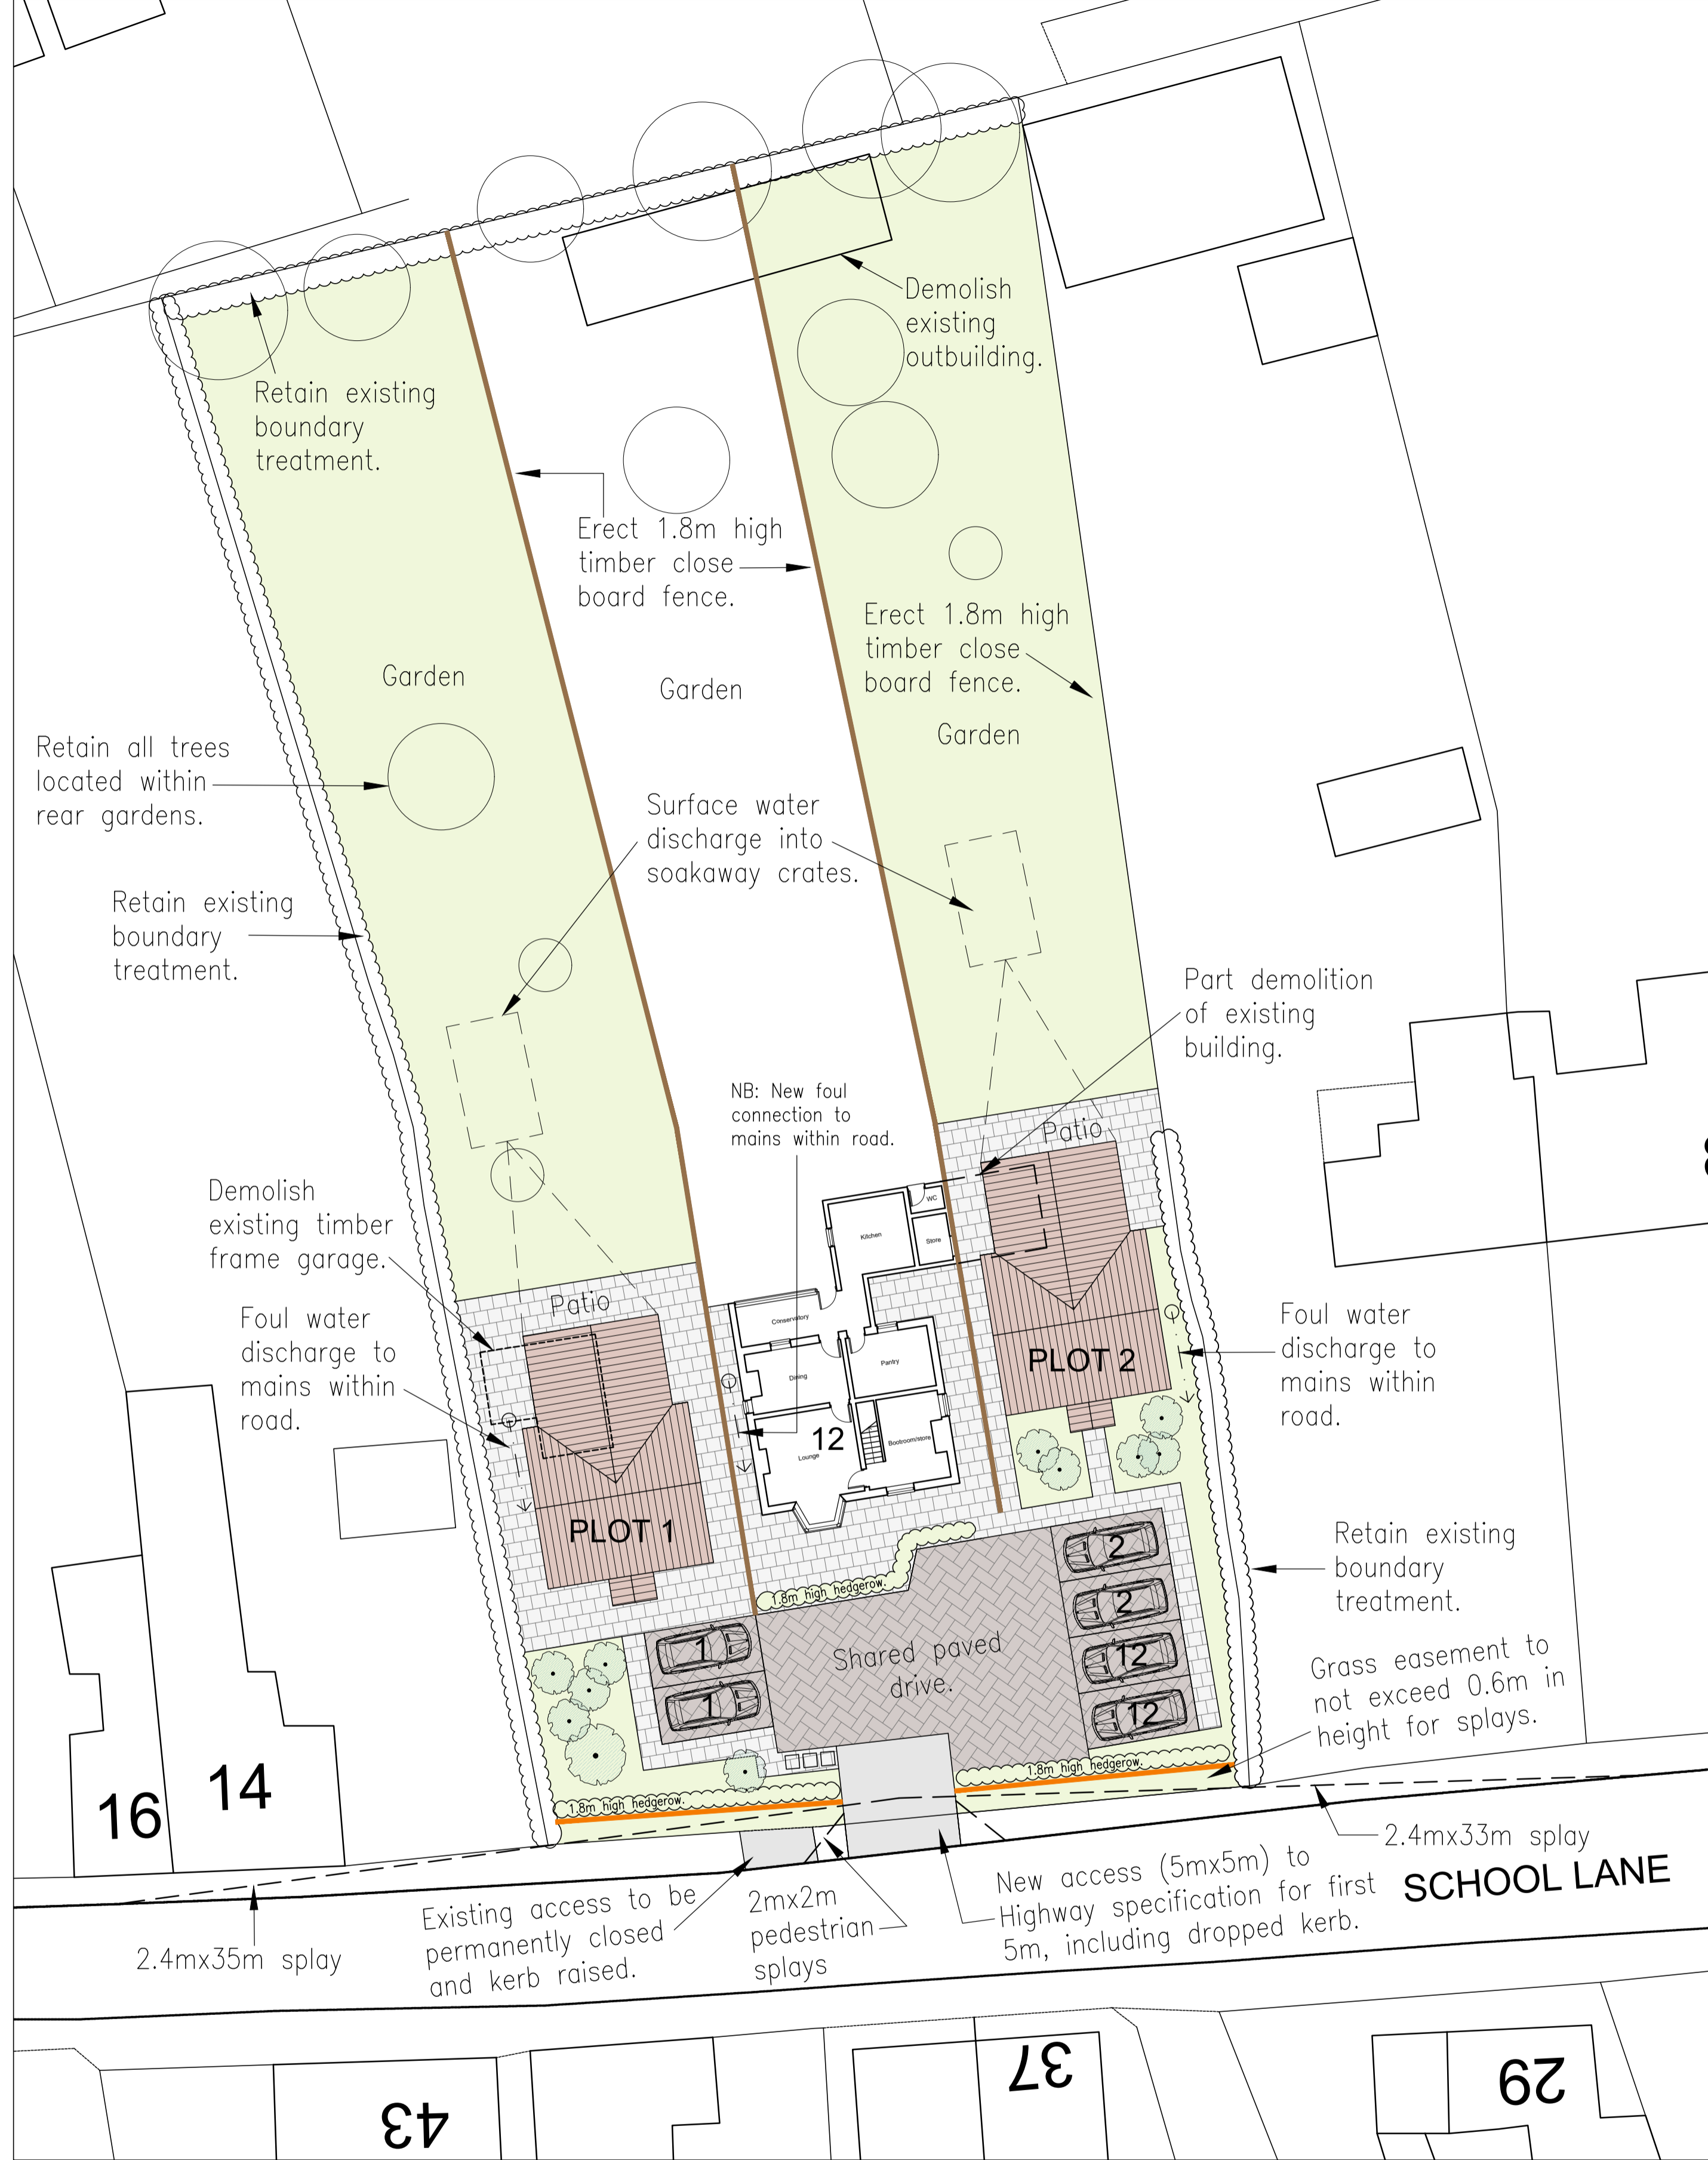 Demolish
existing
outbuilding.
Retain existing
boundary
treatment.
Erect 1.8m high
timber close
board fence.
Erect 1.8m high
timber close
board fence.
Garden
Garden
Garden
Retain all trees
located within
rear gardens.
Surface water
discharge into
soakaway crates.
Retain existing
boundary
treatment.
Part demolition
of existing
building.
NB: New foul
connection to
mains within road.
Patio
Demolish
existing timber
frame garage.
WC
Kitchen
Store
Patio
Conservatory
Foul water
discharge to
mains within
road.
Foul water
discharge to
mains within
road.
PLOT 2
Pantry
Dining
12
Lounge
Bootroom/store
PLOT 1
Retain existing
boundary
treatment.
2
2
12
12
1.8m high hedgerow.
1
1
Shared paved
drive.
Grass easement to
not exceed 0.6m in
height for splays.
1.8m high hedgerow.
1.8m high hedgerow.
16
14
2.4mx33m splay
SCHOOL LANE
New access (5mx5m) to
Highway specification for first
5m, including dropped kerb.
2mx2m
pedestrian
splays
Existing access to be
permanently closed
and kerb raised.
2.4mx35m splay
43
37
29